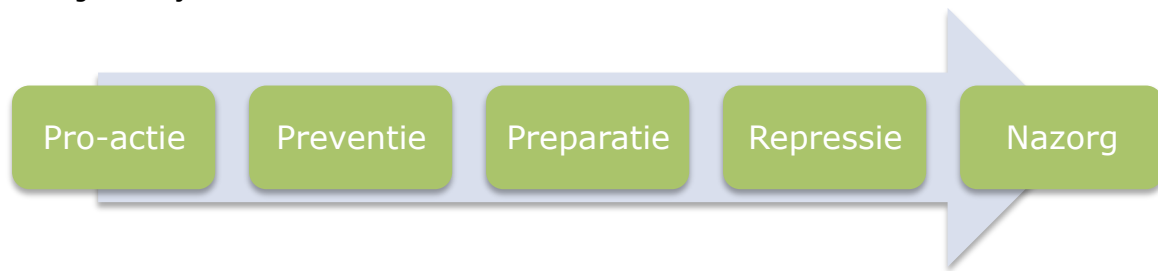 Pro-actie
Preventie
Preparatie
Repressie
Nazorg